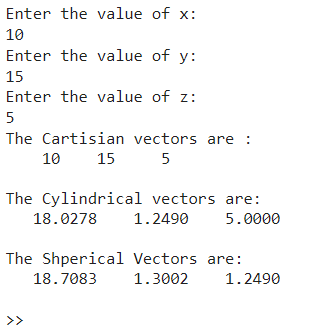 Enter the value of x:
10
Enter the value of y:
15
Enter the value of z:
5
The Cartisian vectors are :
10 15 5
The Cylindrical vectors are:
18.0278 1.2490 5.0000
The Shperical Vectors are:
18.7083 1.3002 1.2490
>>